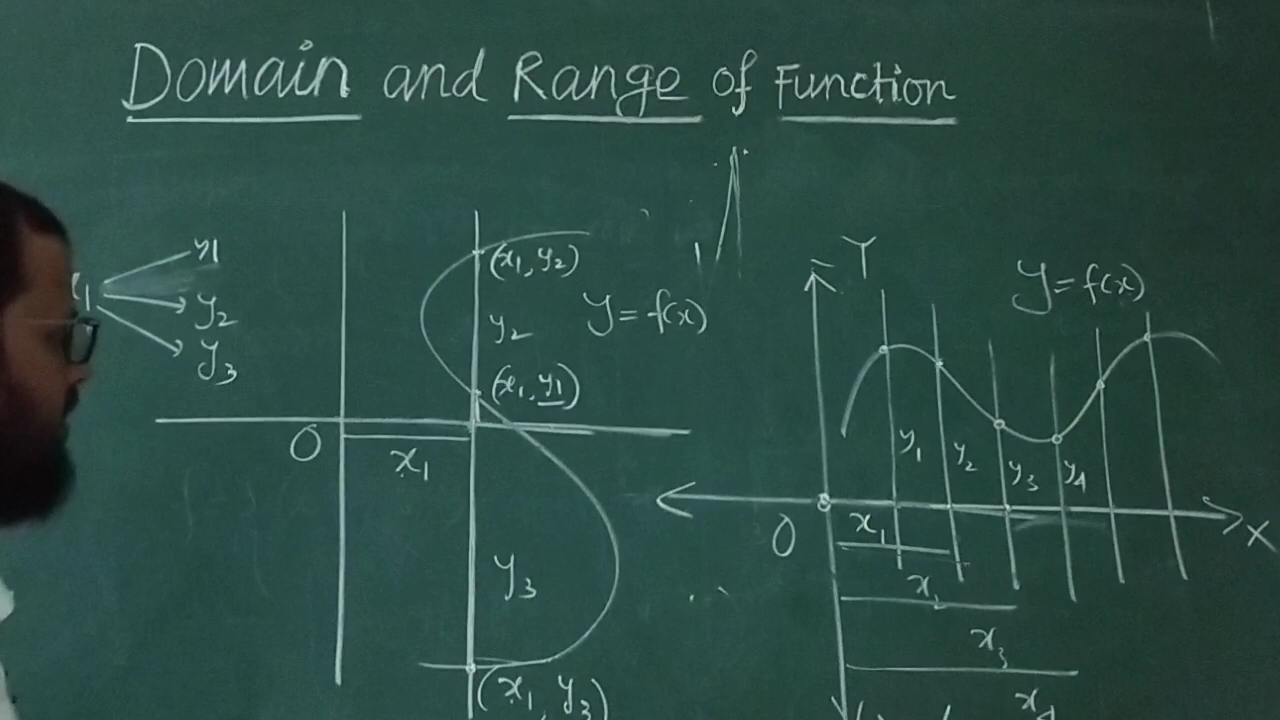 Domain and Range of Function
y1
y2
y3
(x1, y2)
y2
y = f(x)
(x1, y1)
O
x1
y3
(x1, y3)
Y
y = f(x)
y1
y2
y3
y4
O
X
x1
x3